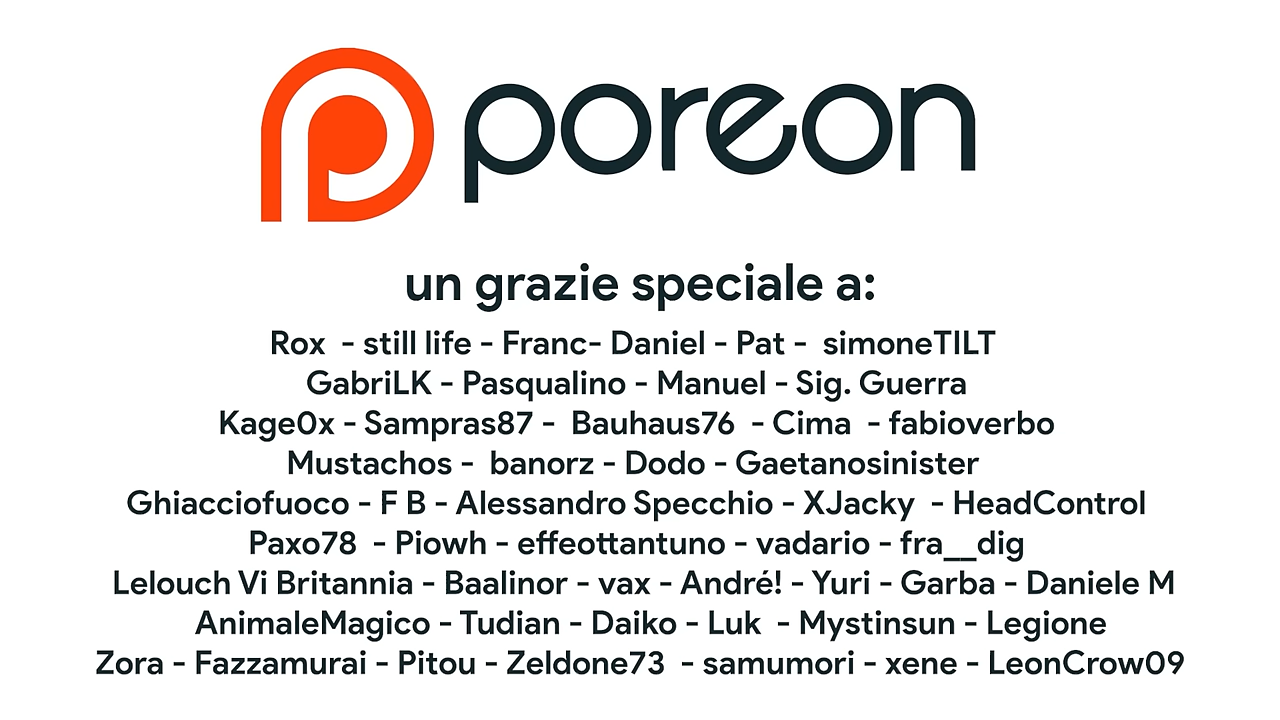 poreon
un grazie speciale a:
Rox - still life - Franc- Daniel - Pat - simoneTILT
GabriLK - Pasqualino - Manuel - Sig. Guerra
Kage0x - Sampras87 - Bauhaus76 - Cima - fabioverbo
Mustachos - banorz - Dodo - Gaetanosinister
Ghiacciofuoco - F B - Alessandro Specchio - XJacky - HeadControl
Paxo78 - Piowh - effeottantuno - vadario - fra__dig
Lelouch Vi Britannia - Baalinor - vax - André! - Yuri - Garba - Daniele M
AnimaleMagico - Tudian - Daiko - Luk - Mystinsun - Legione
Zora - Fazzamurai - Pitou - Zeldone73 - samumori - xene - LeonCrow09